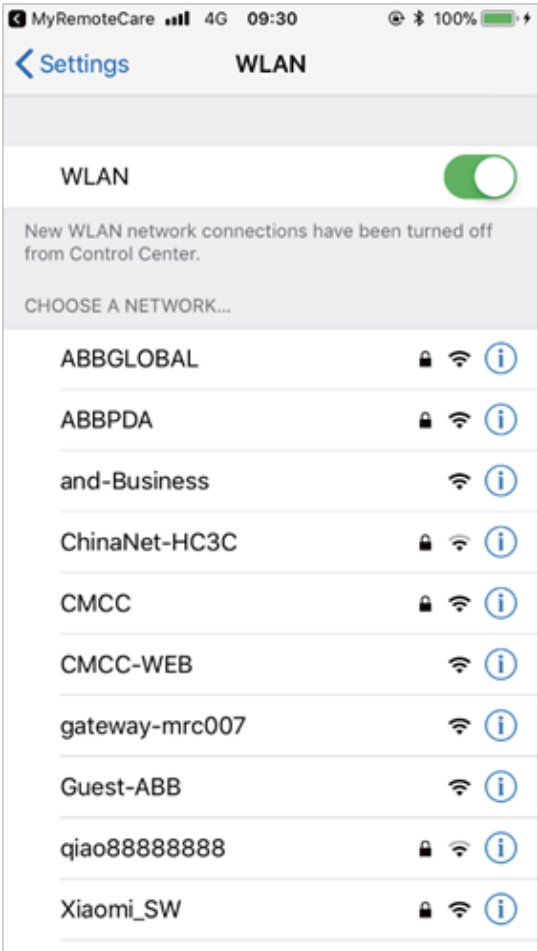 MyRemoteCare 4G 09:30 100%
Settings WLAN
WLAN
New WLAN network connections have been turned off
from Control Center.
CHOOSE A NETWORK...
ABBGLOBAL
ABBPDA
and-Business
ChinaNet-HC3C
CMCC
CMCC-WEB
gateway-mrc007
Guest-ABB
qiao88888888
Xiaomi_SW